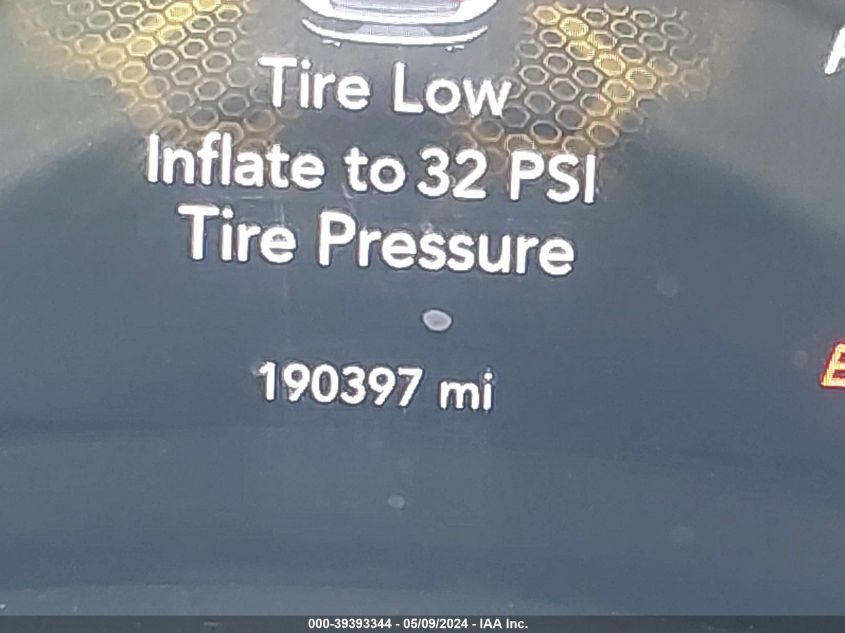 Tire Low
Inflate to 32 PSI
Tire Pressure
190397 mi
E
000-39393344 - 05/09/2024 - IAA Inc.